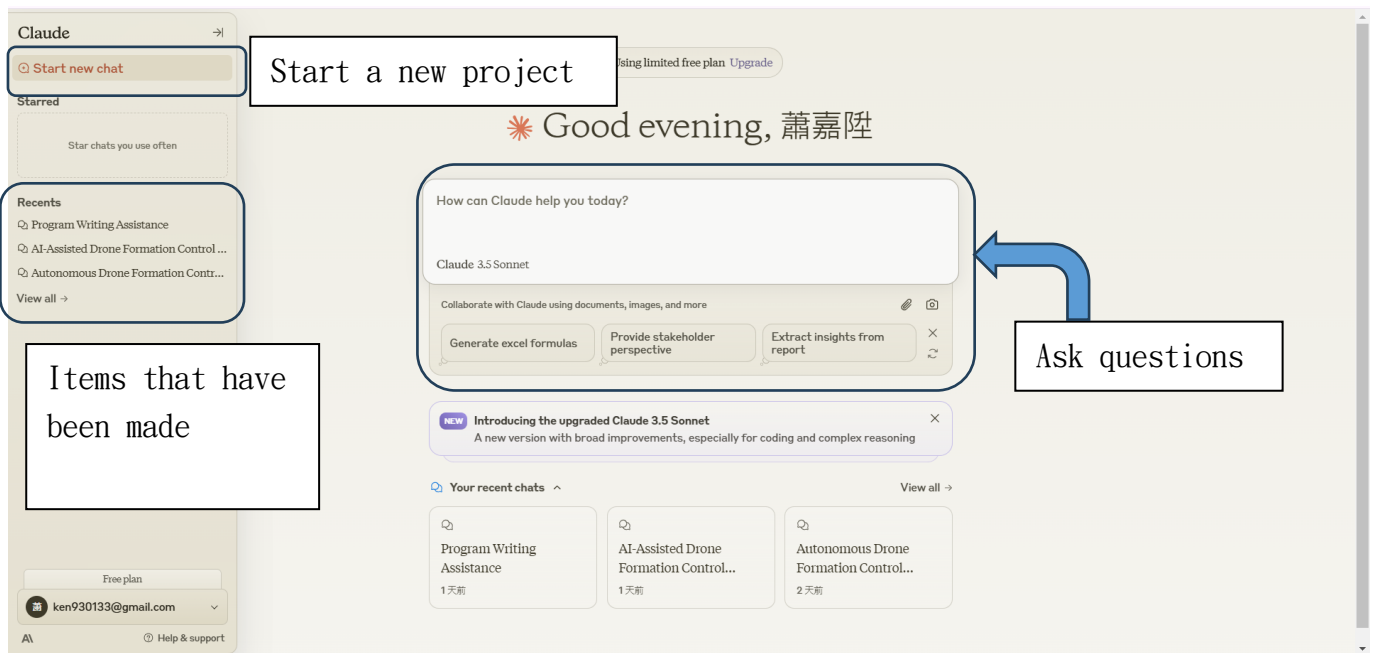 Claude
Start new chat
Starred
Star chats you use often
Recents
Program Writing Assistance
AI-Assisted Drone Formation Control ...
Autonomous Drone Formation Contr...
View all →
Free plan
蕭 ken930133@gmail.com
A\
Help & support
Start a new project
Items that have
been made
Using limited free plan Upgrade
Good evening, 蕭嘉陞
How can Claude help you today?
Claude 3.5 Sonnet
Collaborate with Claude using documents, images, and more
Generate excel formulas
Provide stakeholder
perspective
Extract insights from
report
Ask questions
NEW Introducing the upgraded Claude 3.5 Sonnet
A new version with broad improvements, especially for coding and complex reasoning
Your recent chats
View all →
Program Writing
Assistance
1 天前
AI-Assisted Drone
Formation Control...
1 天前
Autonomous Drone
Formation Control...
2 天前